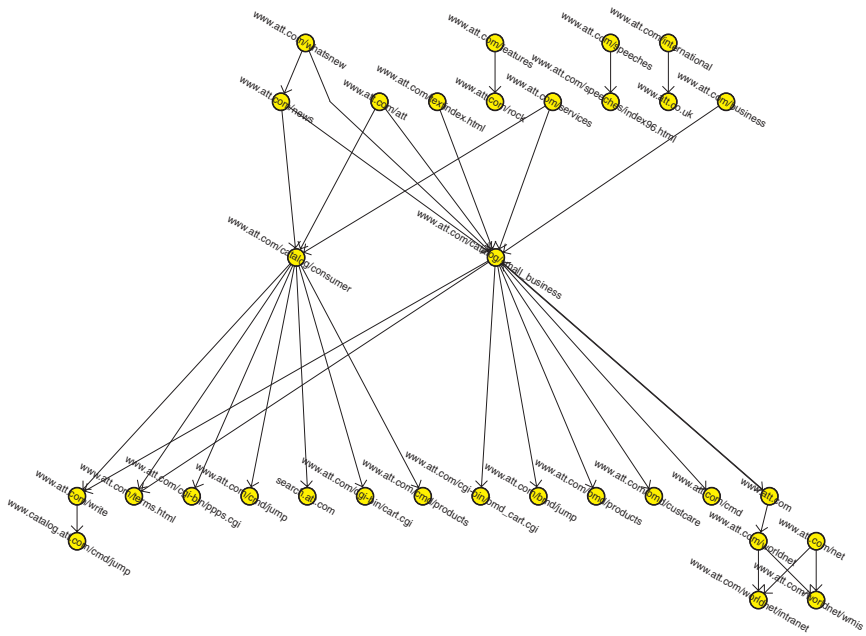 www.att.com/whatsnew
www.att.com/features
www.att.com/speeches
www.att.com/international
www.att.com/news
www.att.com/att
www.att.com/textindex.html
www.att.com/rock
www.att.com/services
www.att.com/speeches/index96.html
www.att.co.uk
www.att.com/business
www.att.com/catalog/consumer
www.att.com/catalog/small_business
www.att.com/write
www.att.com/terms.html
www.att.com/cgi-bin/ppps.cgi
www.att.com/cmd/jump
search.att.com
www.att.com/cgi-bin/cart.cgi
www.att.com/cmd/products
www.att.com/cgi-bin/bmd_cart.cgi
www.att.com/bmd/jump
www.att.com/bmd/products
www.att.com/bmd/custcare
www.att.com/cmd
www.att.com
www.catalog.att.com/cmd/jump
www.att.com/worldnet
www.att.com/net
www.att.com/worldnet/intranet
www.att.com/worldnet/wmis